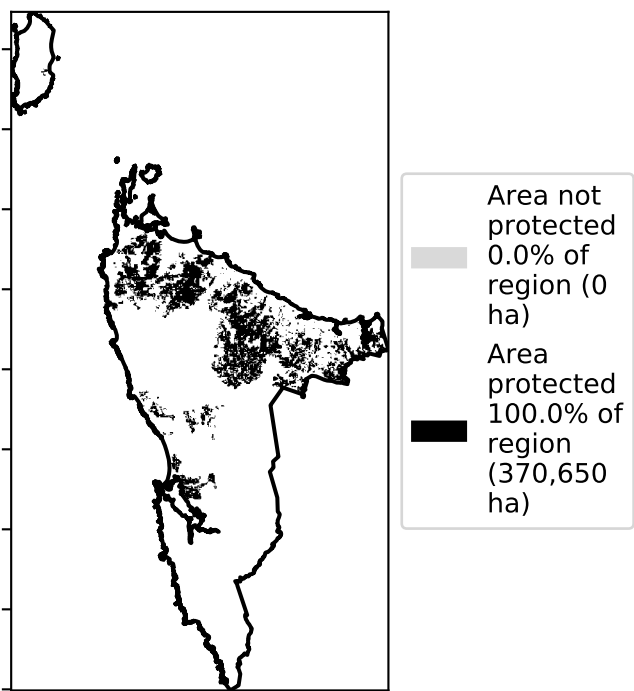 Area not
protected
0.0% of
region (0
ha)
Area
protected
100.0% of
region
(370,650
ha)